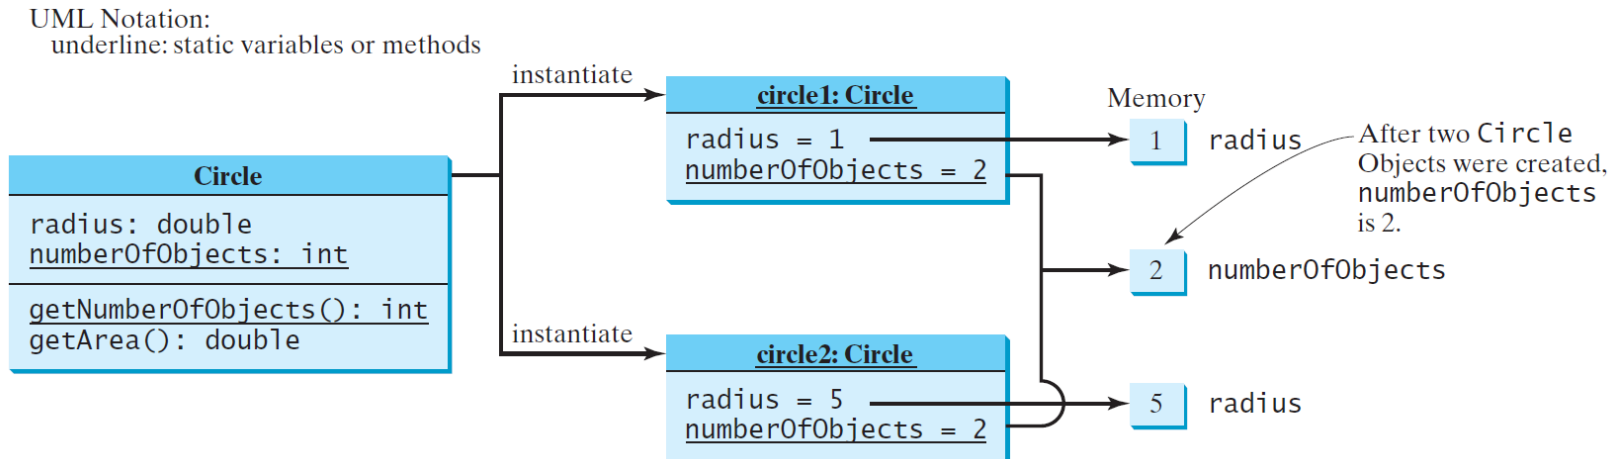 UML Notation:
underline: static variables or methods
Circle
radius: double
numberOfObjects: int
getNumberOfObjects(): int
getArea(): double
instantiate
circle1: Circle
radius = 1
numberOfObjects = 2
instantiate
circle2: Circle
radius = 5
numberOfObjects = 2
Memory
1 radius
2 numberOfObjects
5 radius
After two Circle
Objects were created,
numberOfObjects
is 2.